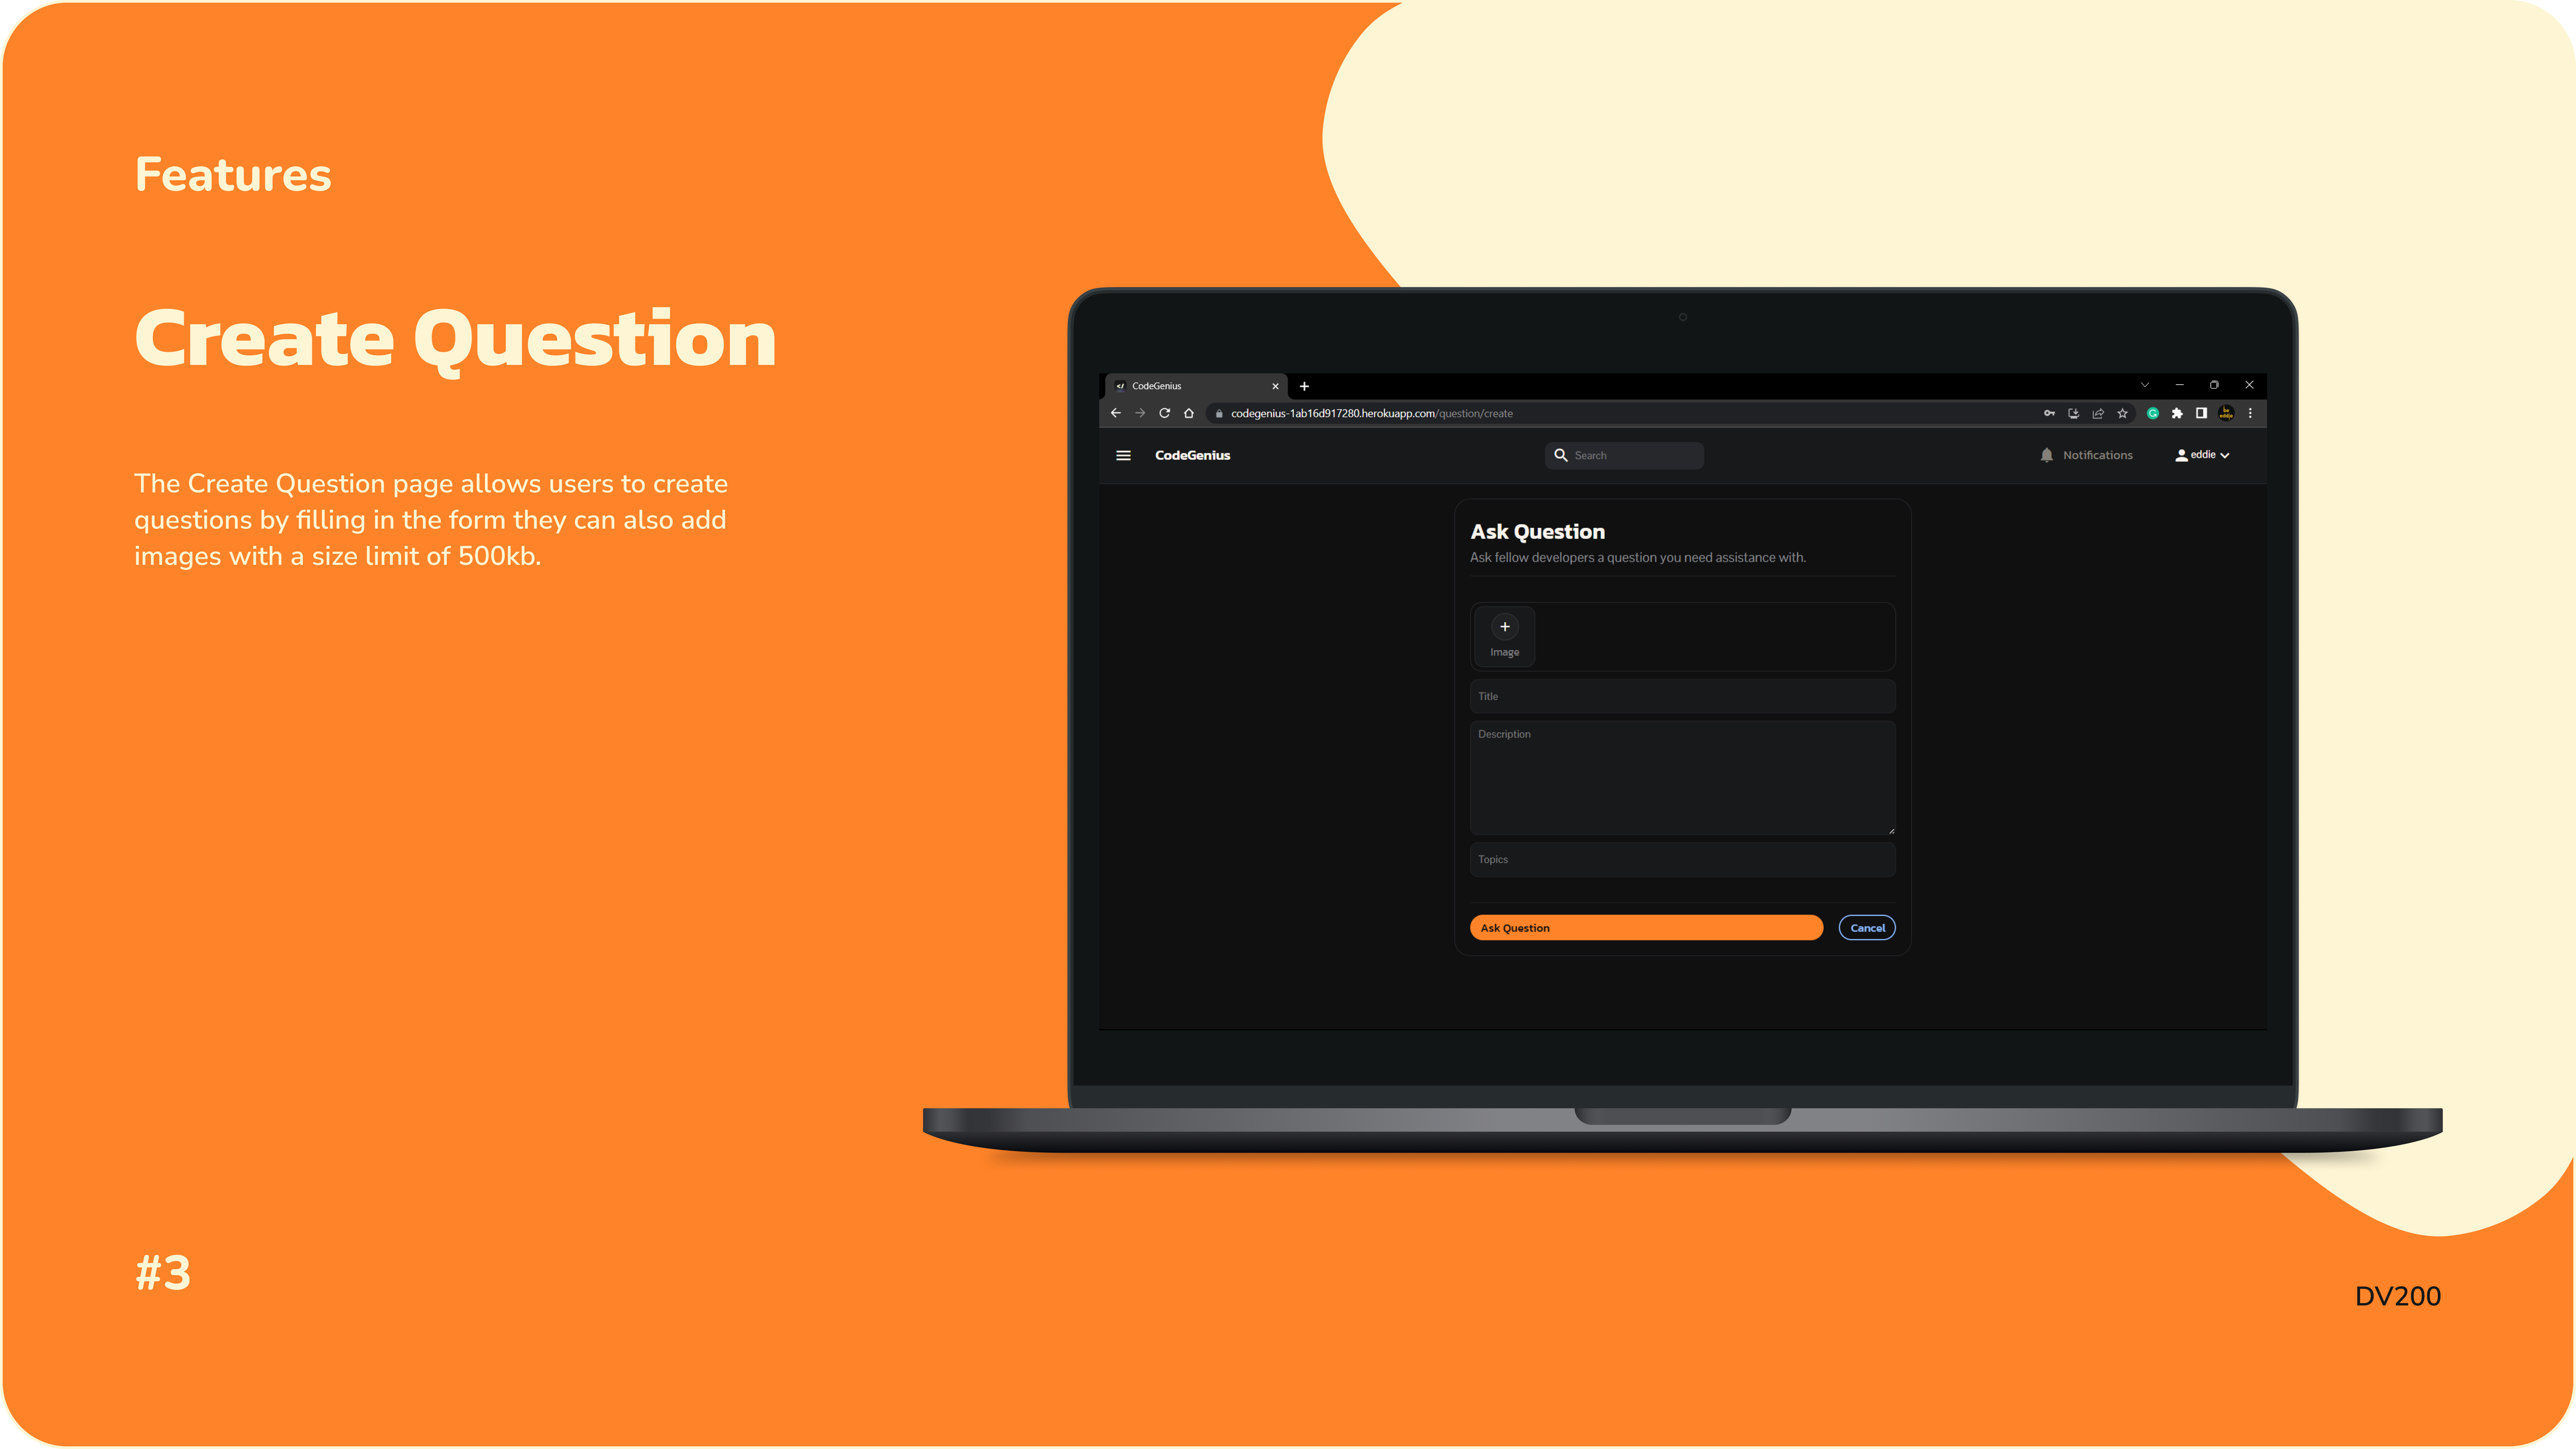 Features
Create Question
The Create Question page allows users to create
questions by filling in the form they can also add
images with a size limit of 500kb.
#3
CodeGenius
codegenius-1ab16d917280.herokuapp.com/question/create
CodeGenius
Search
Notifications
eddie
Ask Question
Ask fellow developers a question you need assistance with.
Image
Title
Description
Topics
Ask Question
Cancel
DV200